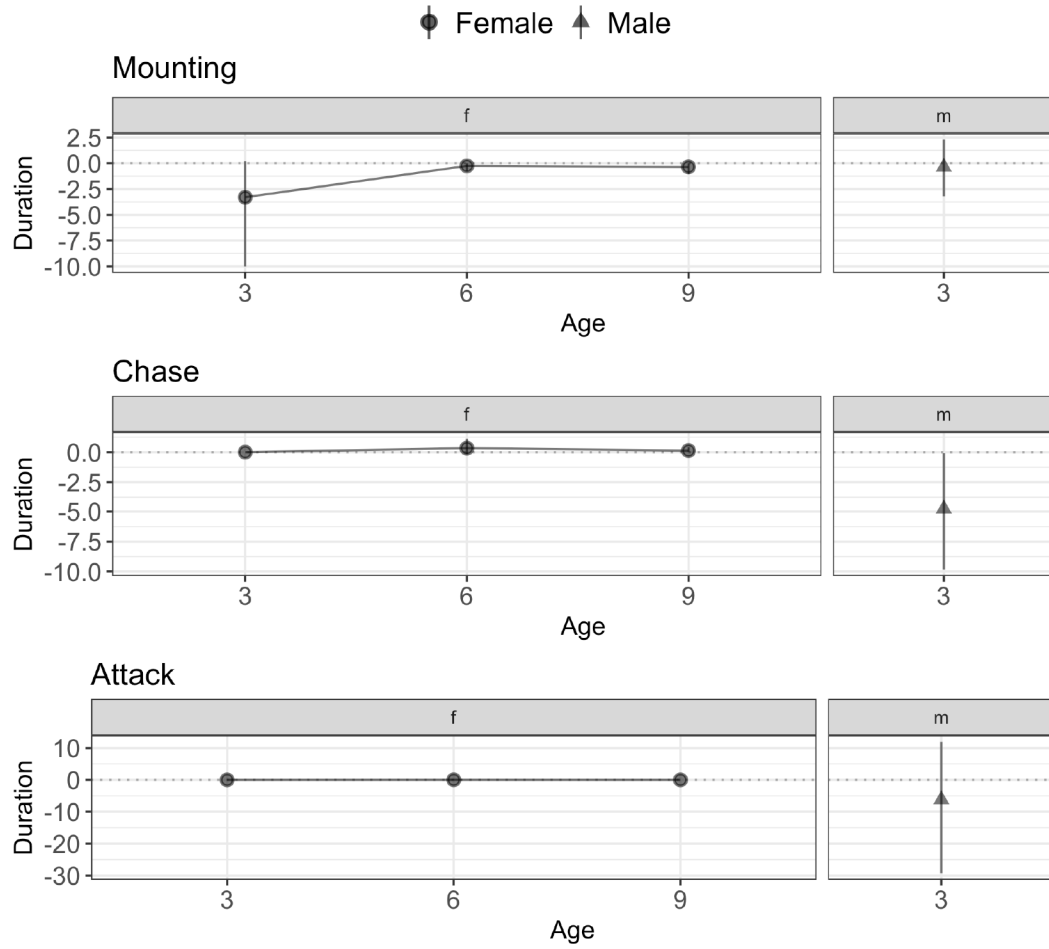 Female Male
Mounting
f m
2.5
0.0
-2.5
-5.0
-7.5
-10.0
Duration
3 6 9 3
Age
Chase
f m
0.0
-2.5
-5.0
-7.5
-10.0
Duration
3 6 9 3
Age
Attack
f m
10
0
-10
-20
-30
Duration
3 6 9 3
Age